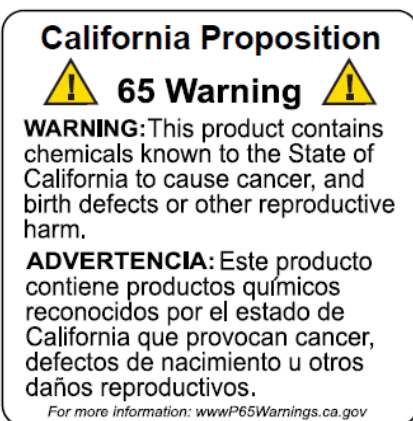 California Proposition
65 Warning
WARNING: This product contains
chemicals known to the State of
California to cause cancer, and
birth defects or other reproductive
harm.
ADVERTENCIA: Este producto
contiene productos químicos
reconocidos por el estado de
California que provocan cancer,
defectos de nacimiento u otros
daños reproductivos.
For more information: wwwP65Warnings.ca.gov